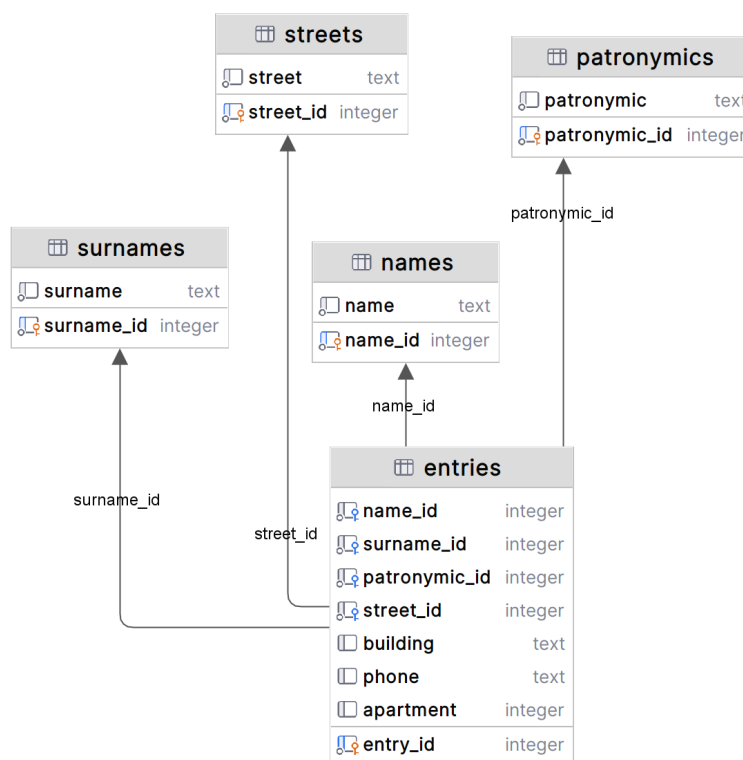 streets
street text
street_id integer
patronymics
patronymic text
patronymic_id integer
patronymic_id
surnames
surname text
surname_id integer
names
name text
name_id integer
name_id
surname_id
street_id
entries
name_id integer
surname_id integer
patronymic_id integer
street_id integer
building text
phone text
apartment integer
entry_id integer